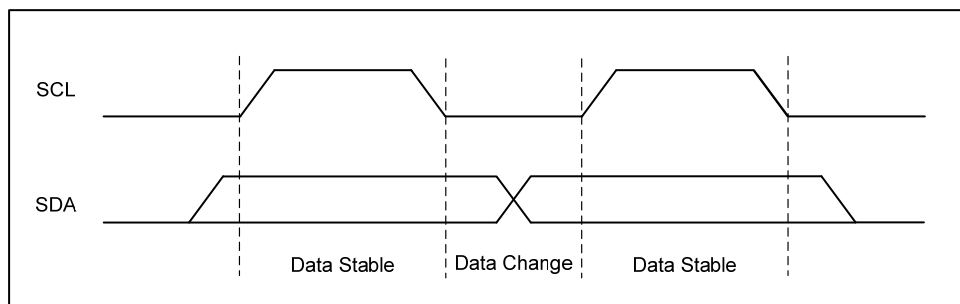 SCL
SDA
Data Stable
Data Change
Data Stable